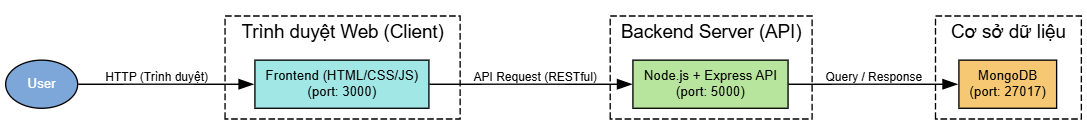 User
HTTP (Trình duyệt)
Trình duyệt Web (Client)
Frontend (HTML/CSS/JS)
(port: 3000)
API Request (RESTful)
Backend Server (API)
Node.js + Express API
(port: 5000)
Query / Response
Cơ sở dữ liệu
MongoDB
(port: 27017)